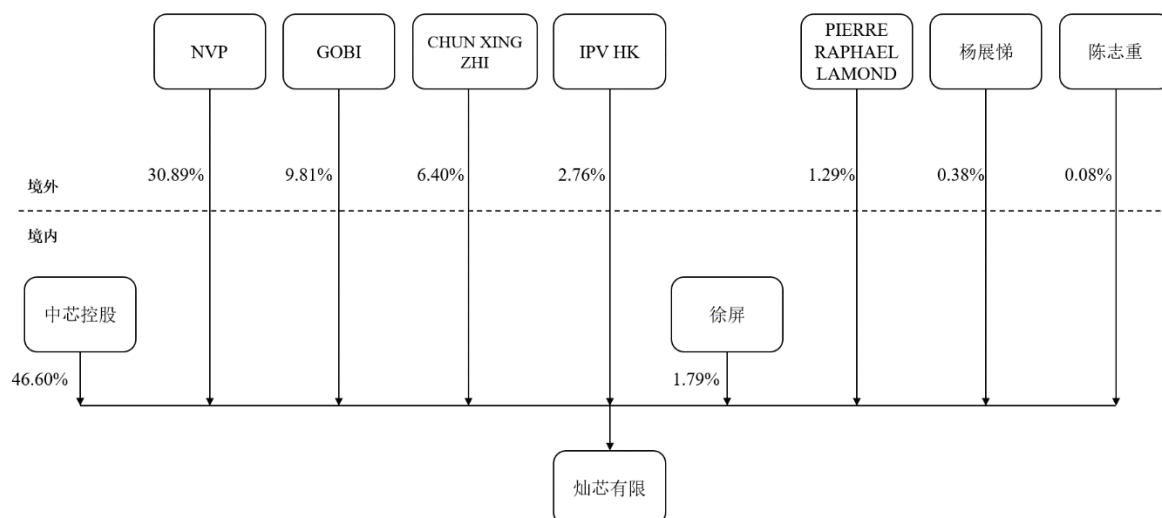 NVP
GOBI
CHUN XING
ZHI
IPV HK
PIERRE
RAPHAEL
LAMOND
杨展悌
陈志重
30.89%
9.81%
6.40%
2.76%
1.29%
0.38%
0.08%
境外
境内
中芯控股
徐屏
46.60%
1.79%
灿芯有限